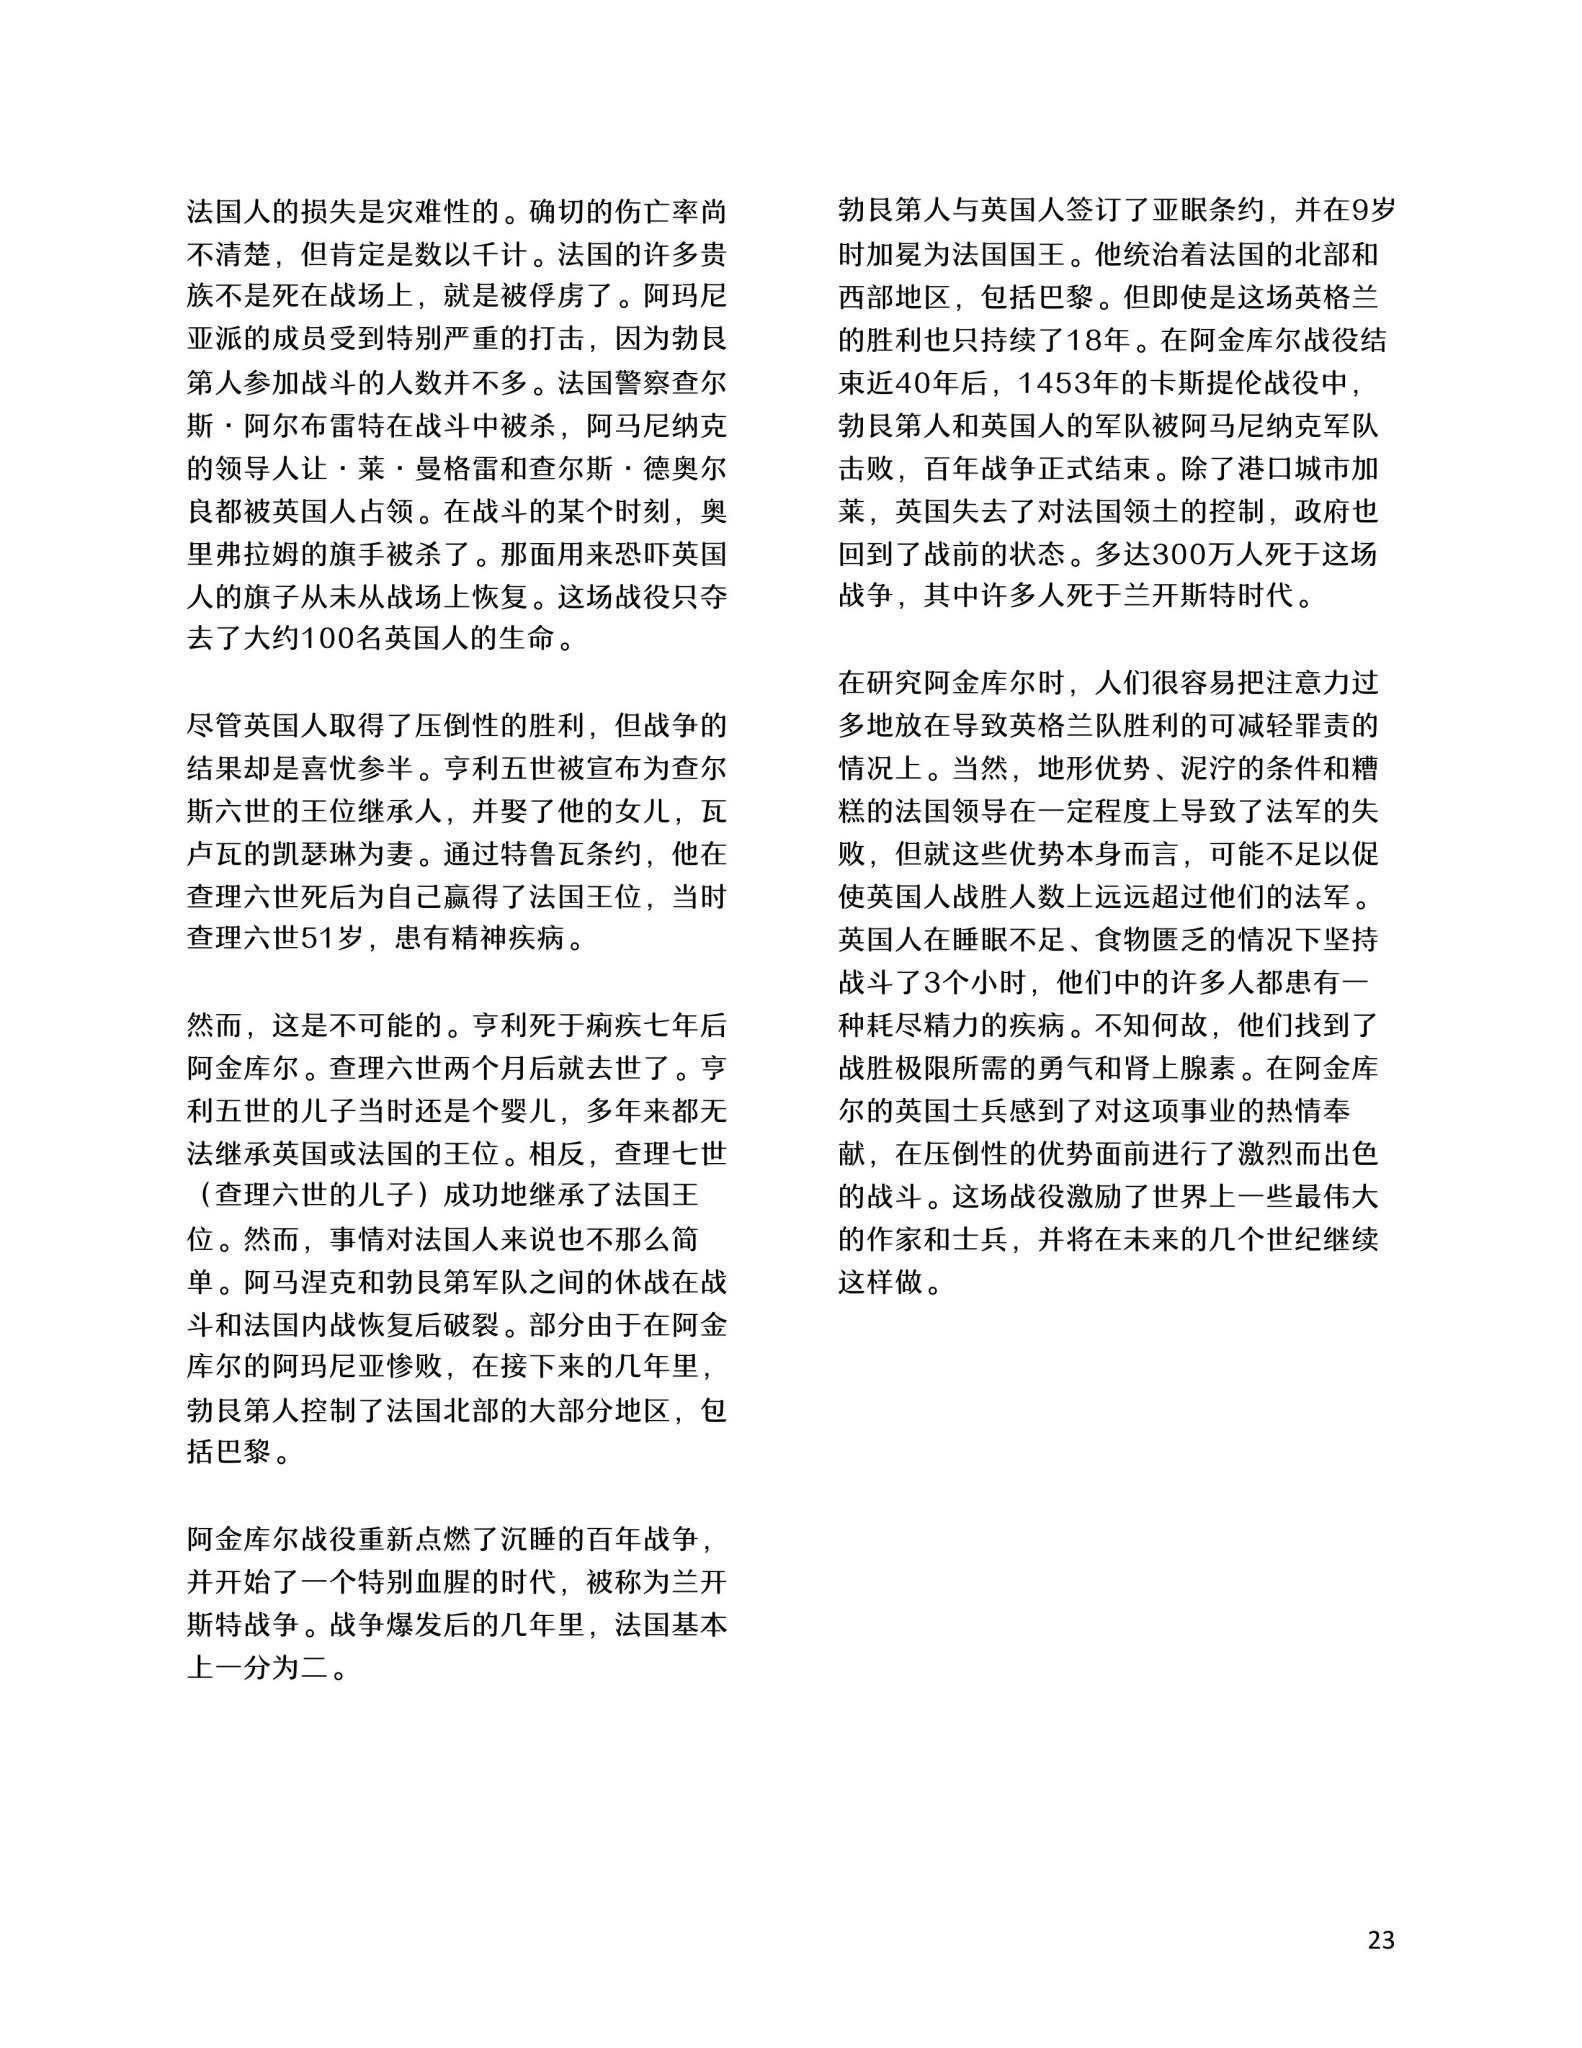 法国人的损失是灾难性的。确切的伤亡率尚
不清楚，但肯定是数以千计。法国的许多贵
族不是死在战场上，就是被俘虏了。阿玛尼
亚派的成员受到特别严重的打击，因为勃艮
第人参加战斗的人数并不多。法国警察查尔
斯·阿尔布雷特在战斗中被杀，阿马尼纳克
的领导人让·莱·曼格雷和查尔斯·德奥尔
良都被英国人占领。在战斗的某个时刻，奥
里弗拉姆的旗手被杀了。那面用来恐吓英国
人的旗子从未从战场上恢复。这场战役只夺
去了大约100名英国人的生命。
尽管英国人取得了压倒性的胜利，但战争的
结果却是喜忧参半。亨利五世被宣布为查尔
斯六世的王位继承人，并娶了他的女儿，瓦
卢瓦的凯瑟琳为妻。通过特鲁瓦条约，他在
查理六世死后为自己赢得了法国王位，当时
查理六世51岁，患有精神疾病。
然而，这是不可能的。亨利死于痢疾七年后
阿金库尔。查理六世两个月后就去世了。亨
利五世的儿子当时还是个婴儿，多年来都无
法继承英国或法国的王位。相反，查理七世
（查理六世的儿子）成功地继承了法国王
位。然而，事情对法国人来说也不那么简
单。阿马涅克和勃艮第军队之间的休战在战
斗和法国内战恢复后破裂。部分由于在阿金
库尔的阿玛尼亚惨败，在接下来的几年里，
勃艮第人控制了法国北部的大部分地区，包
括巴黎。
阿金库尔战役重新点燃了沉睡的百年战争，
并开始了一个特别血腥的时代，被称为兰开
斯特战争。战争爆发后的几年里，法国基本
上一分为二。
勃艮第人与英国人签订了亚眠条约，并在9岁
时加冕为法国国王。他统治着法国的北部和
西部地区，包括巴黎。但即使是这场英格兰
的胜利也只持续了18年。在阿金库尔战役结
束近40年后，1453年的卡斯提伦战役中，
勃艮第人和英国人的军队被阿马尼纳克军队
击败，百年战争正式结束。除了港口城市加
莱，英国失去了对法国领土的控制，政府也
回到了战前的状态。多达300万人死于这场
战争，其中许多人死于兰开斯特时代。
在研究阿金库尔时，人们很容易把注意力过
多地放在导致英格兰队胜利的可减轻罪责的
情况上。当然，地形优势、泥泞的条件和糟
糕的法国领导在一定程度上导致了法军的失
败，但就这些优势本身而言，可能不足以促
使英国人战胜人数上远远超过他们的法军。
英国人在睡眠不足、食物匮乏的情况下坚持
战斗了3个小时，他们中的许多人都患有一
种耗尽精力的疾病。不知何故，他们找到了
战胜极限所需的勇气和肾上腺素。在阿金库
尔的英国士兵感到了对这项事业的热情奉
献，在压倒性的优势面前进行了激烈而出色
的战斗。这场战役激励了世界上一些最伟大
的作家和士兵，并将在未来的几个世纪继续
这样做。
23